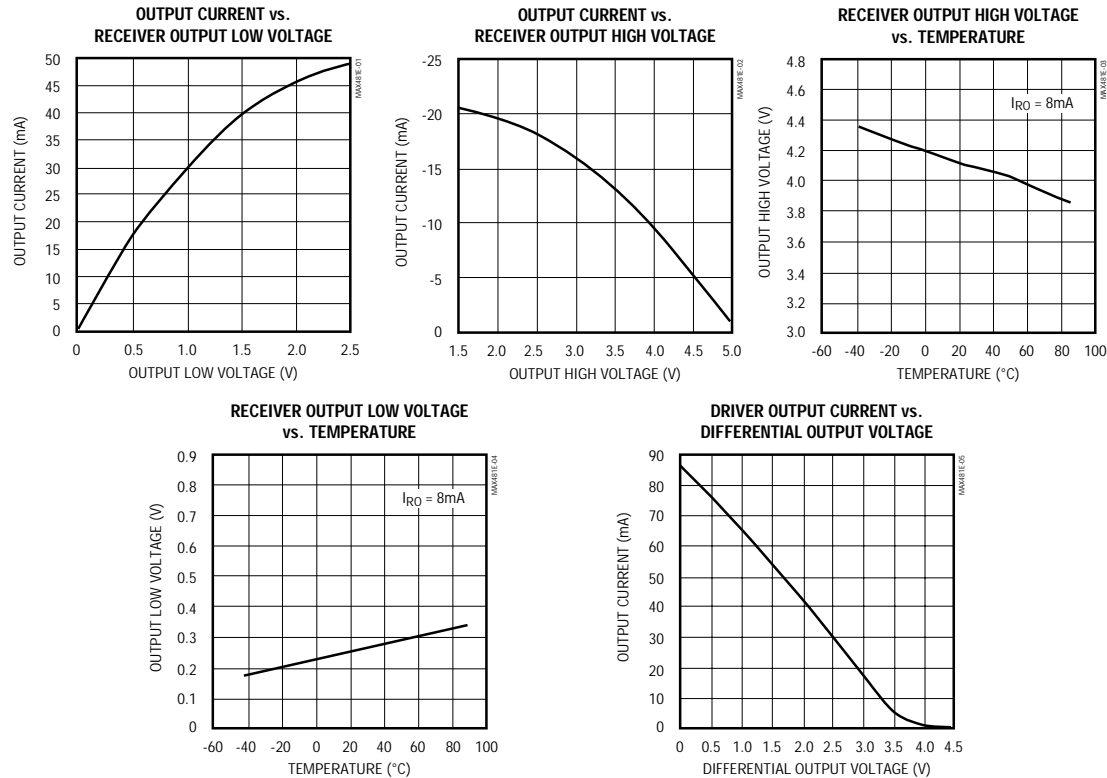 OUTPUT CURRENT vs.
RECEIVER OUTPUT LOW VOLTAGE
MAX481E-01
OUTPUT CURRENT (mA)
50
45
40
35
30
25
20
15
10
5
0
0 0.5 1.0 1.5 2.0 2.5
OUTPUT LOW VOLTAGE (V)
OUTPUT CURRENT vs.
RECEIVER OUTPUT HIGH VOLTAGE
MAX481E-02
OUTPUT CURRENT (mA)
-25
-20
-15
-10
-5
0
1.5 2.0 2.5 3.0 3.5 4.0 4.5 5.0
OUTPUT HIGH VOLTAGE (V)
RECEIVER OUTPUT HIGH VOLTAGE
vs. TEMPERATURE
MAX481E-03
OUTPUT HIGH VOLTAGE (V)
4.8
4.6
4.4
4.2
4.0
3.8
3.6
3.4
3.2
3.0
IRO = 8mA
-60 -40 -20 0 20 40 60 80 100
TEMPERATURE (°C)
RECEIVER OUTPUT LOW VOLTAGE
vs. TEMPERATURE
MAX481E-04
OUTPUT LOW VOLTAGE (V)
0.9
0.8
0.7
0.6
0.5
0.4
0.3
0.2
0.1
0
IRO = 8mA
-60 -40 -20 0 20 40 60 80 100
TEMPERATURE (°C)
DRIVER OUTPUT CURRENT vs.
DIFFERENTIAL OUTPUT VOLTAGE
MAX481E-05
OUTPUT CURRENT (mA)
90
80
70
60
50
40
30
20
10
0
0 0.5 1.0 1.5 2.0 2.5 3.0 3.5 4.0 4.5
DIFFERENTIAL OUTPUT VOLTAGE (V)